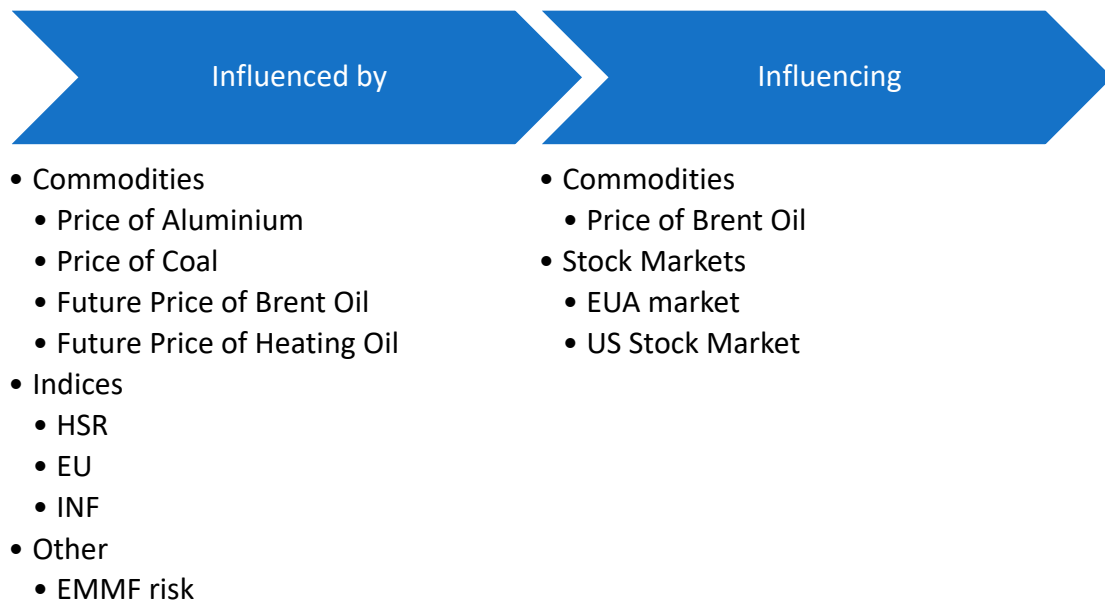 Influenced by
• Commodities
• Price of Aluminium
• Price of Coal
• Future Price of Brent Oil
• Future Price of Heating Oil
• Indices
• HSR
• EU
• INF
• Other
• EMMF risk
Influencing
• Commodities
• Price of Brent Oil
• Stock Markets
• EUA market
• US Stock Market